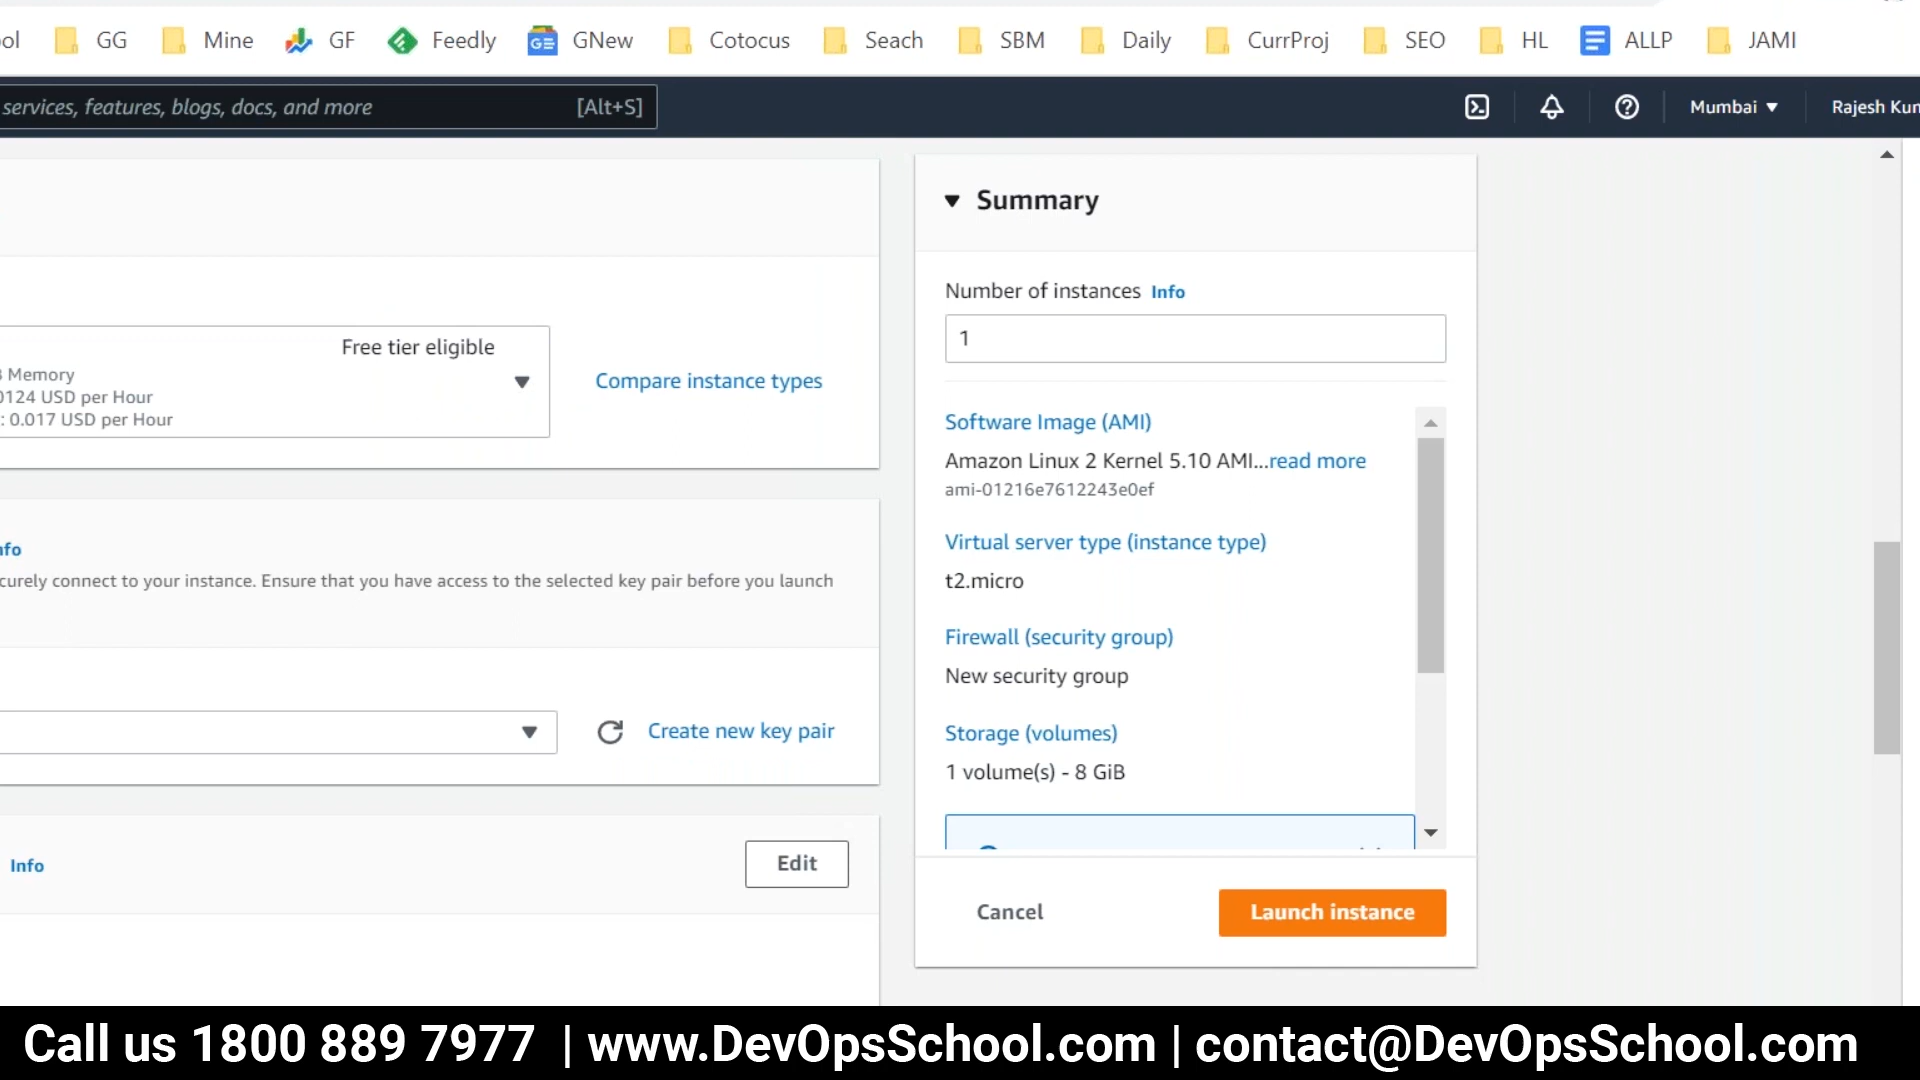 ol GG Mine GF Feedly GNew Cotocus Seach SBM Daily CurrProj SEO HL ALLP JAMI
services, features, blogs, docs, and more [Alt+S] Mumbai Rajesh Kun
Free tier eligible
Memory
0124 USD per Hour
: 0.017 USD per Hour
Compare instance types
nfo
curely connect to your instance. Ensure that you have access to the selected key pair before you launch
Create new key pair
Info
Edit
Summary
Number of instances Info
1
Software Image (AMI)
Amazon Linux 2 Kernel 5.10 AMI...read more
ami-01216e7612243e0ef
Virtual server type (instance type)
t2.micro
Firewall (security group)
New security group
Storage (volumes)
1 volume(s) - 8 GiB
Cancel
Launch instance
Call us 1800 889 7977 | www.DevOpsSchool.com | contact@DevOpsSchool.com